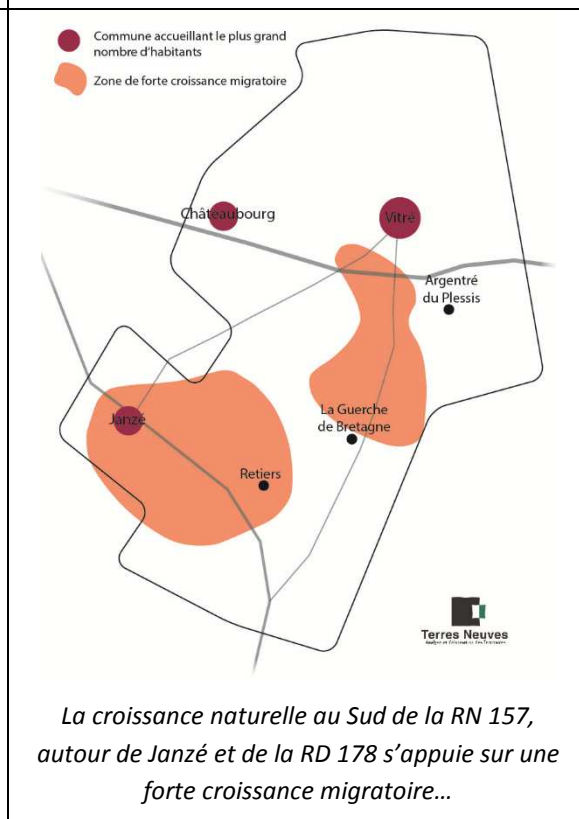 Commune accueillant le plus grand
nombre d'habitants
Zone de forte croissance migratoire
Châteaubourg
Vitré
Argentré
du Plessis
La Guerche
de Bretagne
Janzé
Retiers
Terres Neuves
La croissance naturelle au Sud de la RN 157,
autour de Janzé et de la RD 178 s'appuie sur une
forte croissance migratoire…